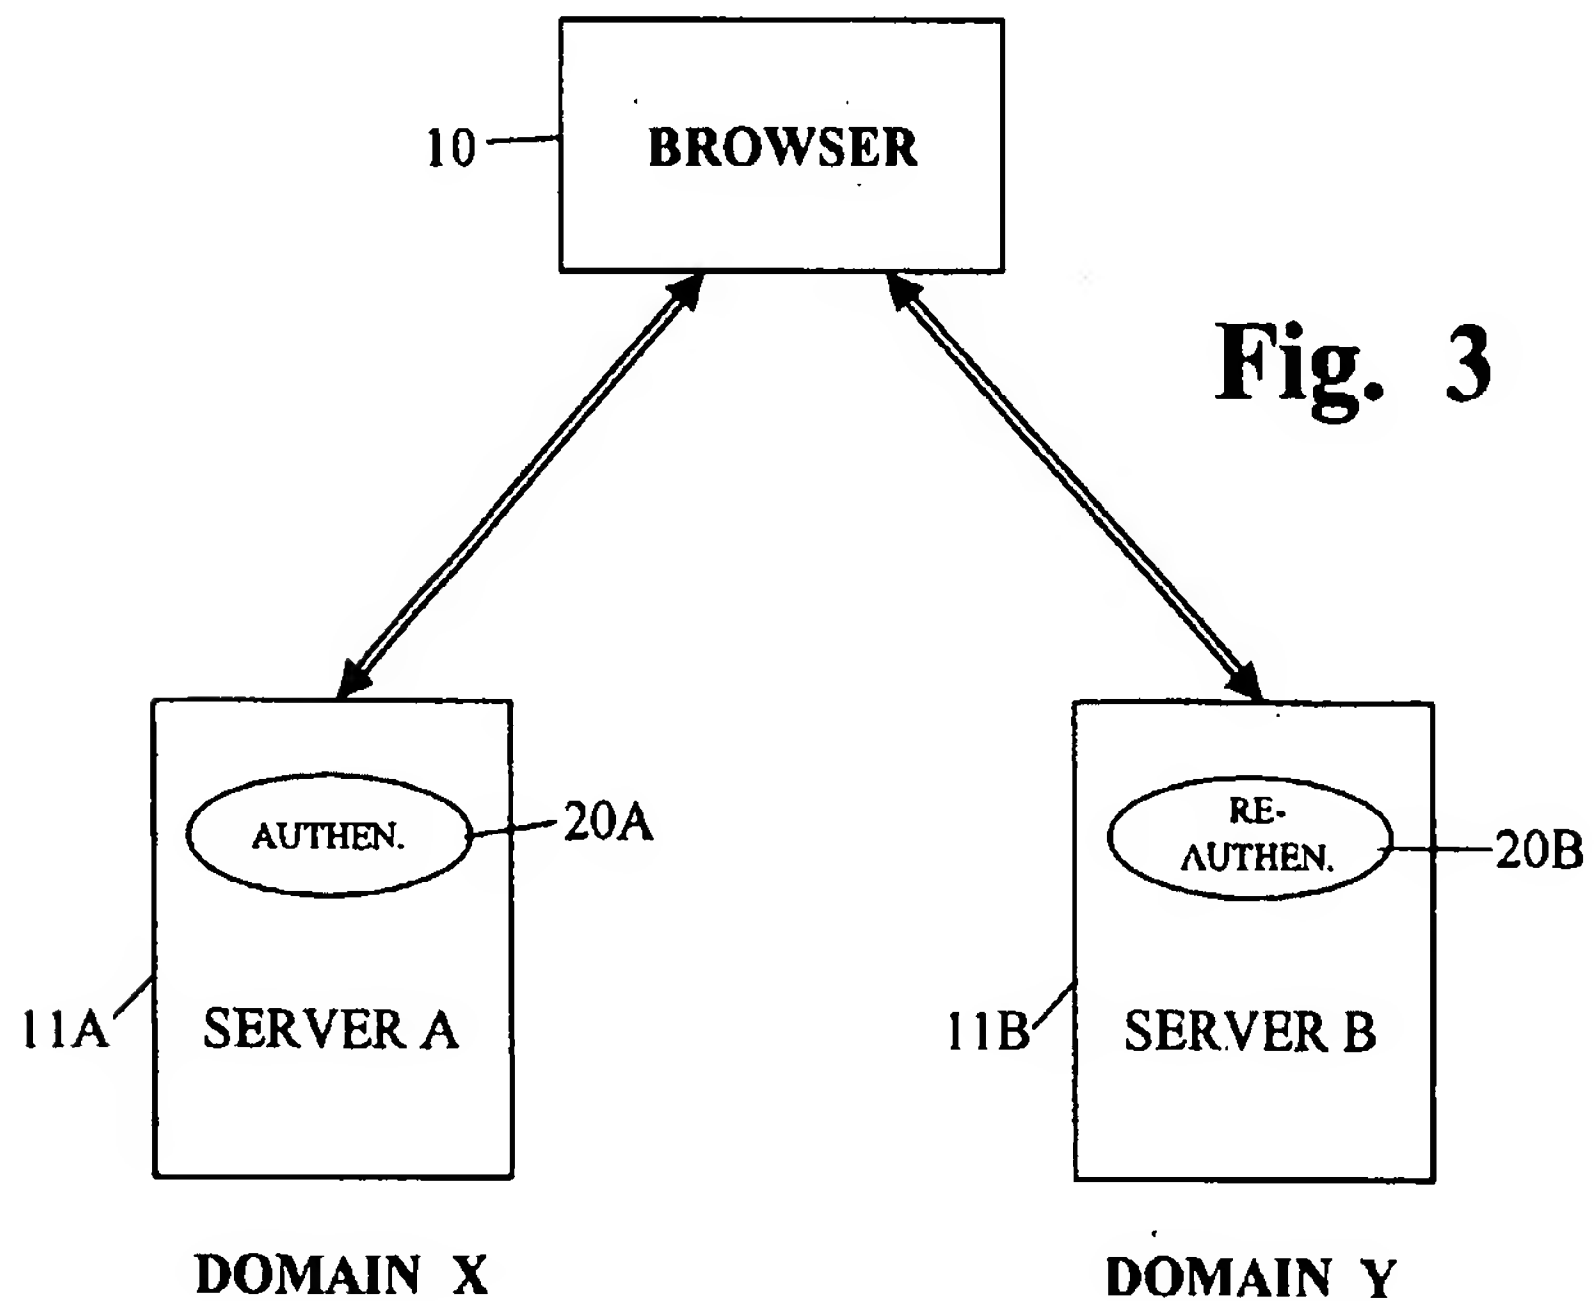 10
BROWSER
Fig. 3
AUTHEN.
20A
RE-
AUTHEN.
20B
11A
SERVER A
11B
SERVER B
DOMAIN X
DOMAIN Y